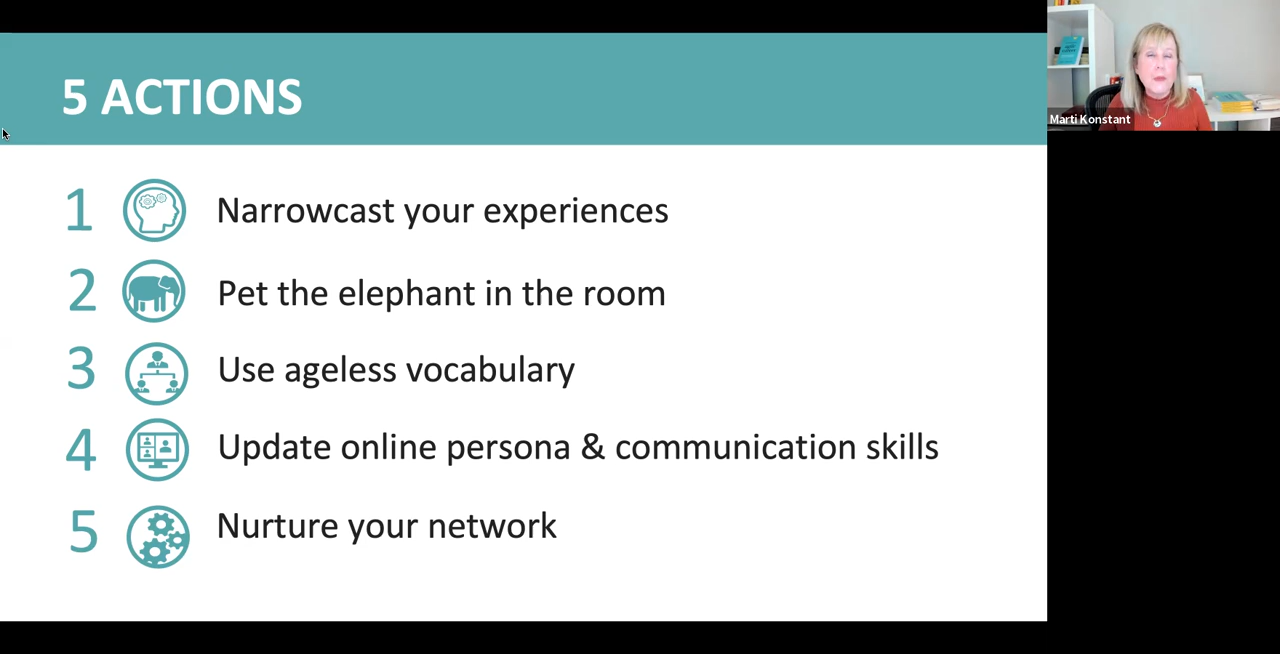 5 ACTIONS
Marti Konstant
1 Narrowcast your experiences
2 Pet the elephant in the room
3 Use ageless vocabulary
4 Update online persona & communication skills
5 Nurture your network